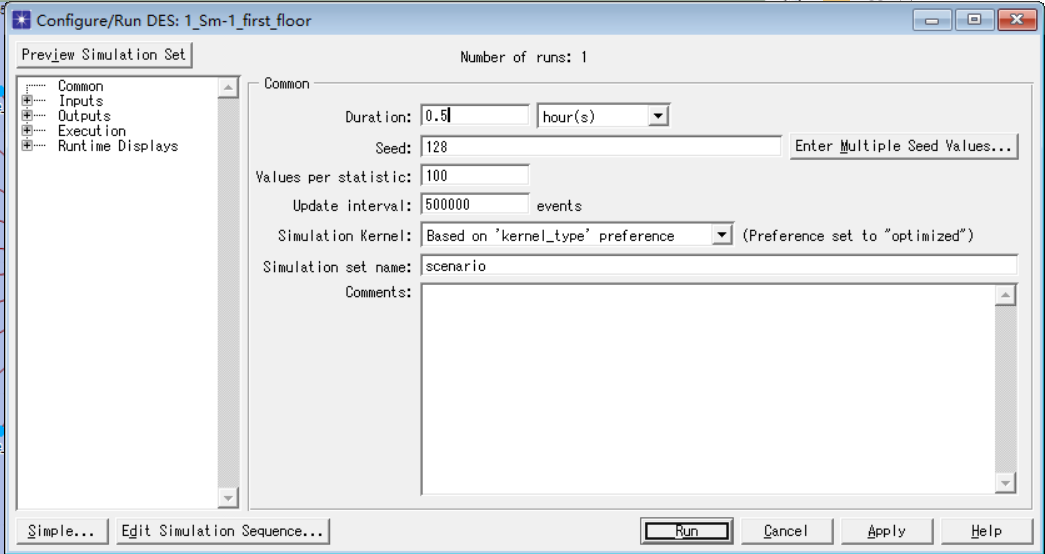 Configure/Run DES: 1_Sm-1_first_floor
Preview Simulation Set
Number of runs: 1
Common
Inputs
Outputs
Execution
Runtime Displays
Common
Duration: 0.5 hour(s)
Seed: 128 Enter Multiple Seed Values...
Values per statistic: 100
Update interval: 500000 events
Simulation Kernel: Based on 'kernel_type' preference (Preference set to "optimized")
Simulation set name: scenario
Comments:
Simple... Edit Simulation Sequence... Run Cancel Apply Help